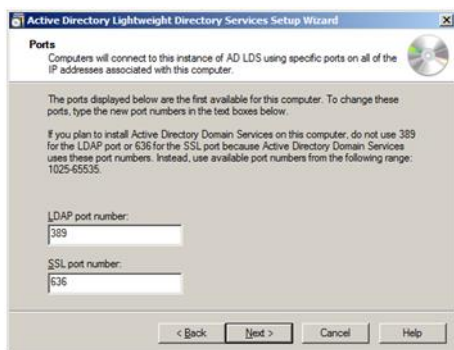 Active Directory Lightweight Directory Services Setup Wizard
Ports
Computers will connect to this instance of AD LDS using specific ports on all of the
IP addresses associated with this computer.
The ports displayed below are the first available for this computer. To change these
ports, type the new port numbers in the text boxes below.
If you plan to install Active Directory Domain Services on this computer, do not use 389
for the LDAP port or 636 for the SSL port because Active Directory Domain Services
uses these port numbers. Instead, use available port numbers from the following range:
1025-65535.
LDAP port number:
389
SSL port number:
636
< Back Next > Cancel Help